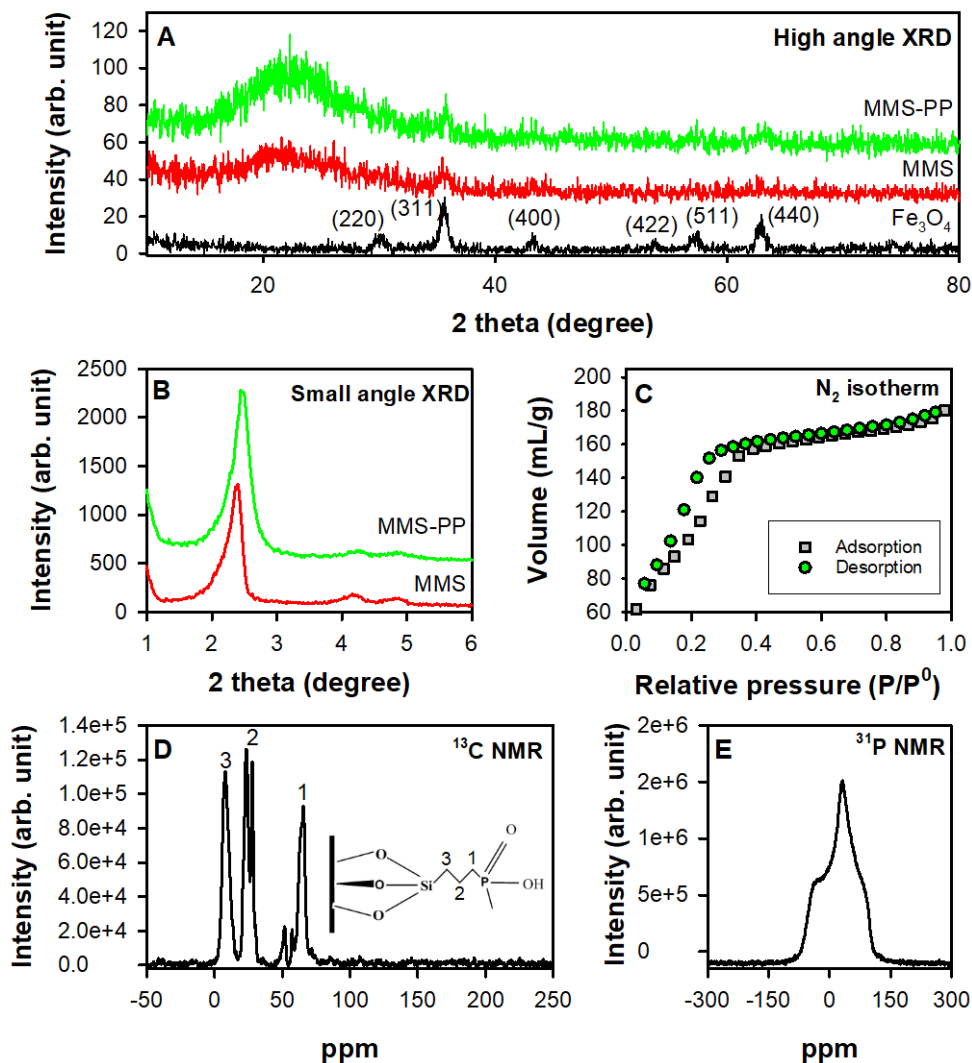 A
High angle XRD
Intensity (arb. unit)
120
100
80
60
40
20
0
MMS-PP
MMS
Fe₃O₄
(220)
(311)
(400)
(422)
(511)
(440)
20
40
60
80
2 theta (degree)
B
Small angle XRD
Intensity (arb. unit)
2500
2000
1500
1000
500
0
MMS-PP
MMS
1
2
3
4
5
6
2 theta (degree)
C
N₂ isotherm
Volume (mL/g)
200
180
160
140
120
100
80
60
Adsorption
Desorption
0.0
0.2
0.4
0.6
0.8
1.0
Relative pressure (P/P⁰)
D
¹³C NMR
Intensity (arb. unit)
1.4e+5
1.2e+5
1.0e+5
8.0e+4
6.0e+4
4.0e+4
2.0e+4
0.0
3
2
1
O
O
O
Si
3
2
1
P
O
OH
-50
0
50
100
150
200
250
ppm
E
³¹P NMR
Intensity (arb. unit)
2e+6
2e+6
1e+6
5e+5
0
-300
-150
0
150
300
ppm